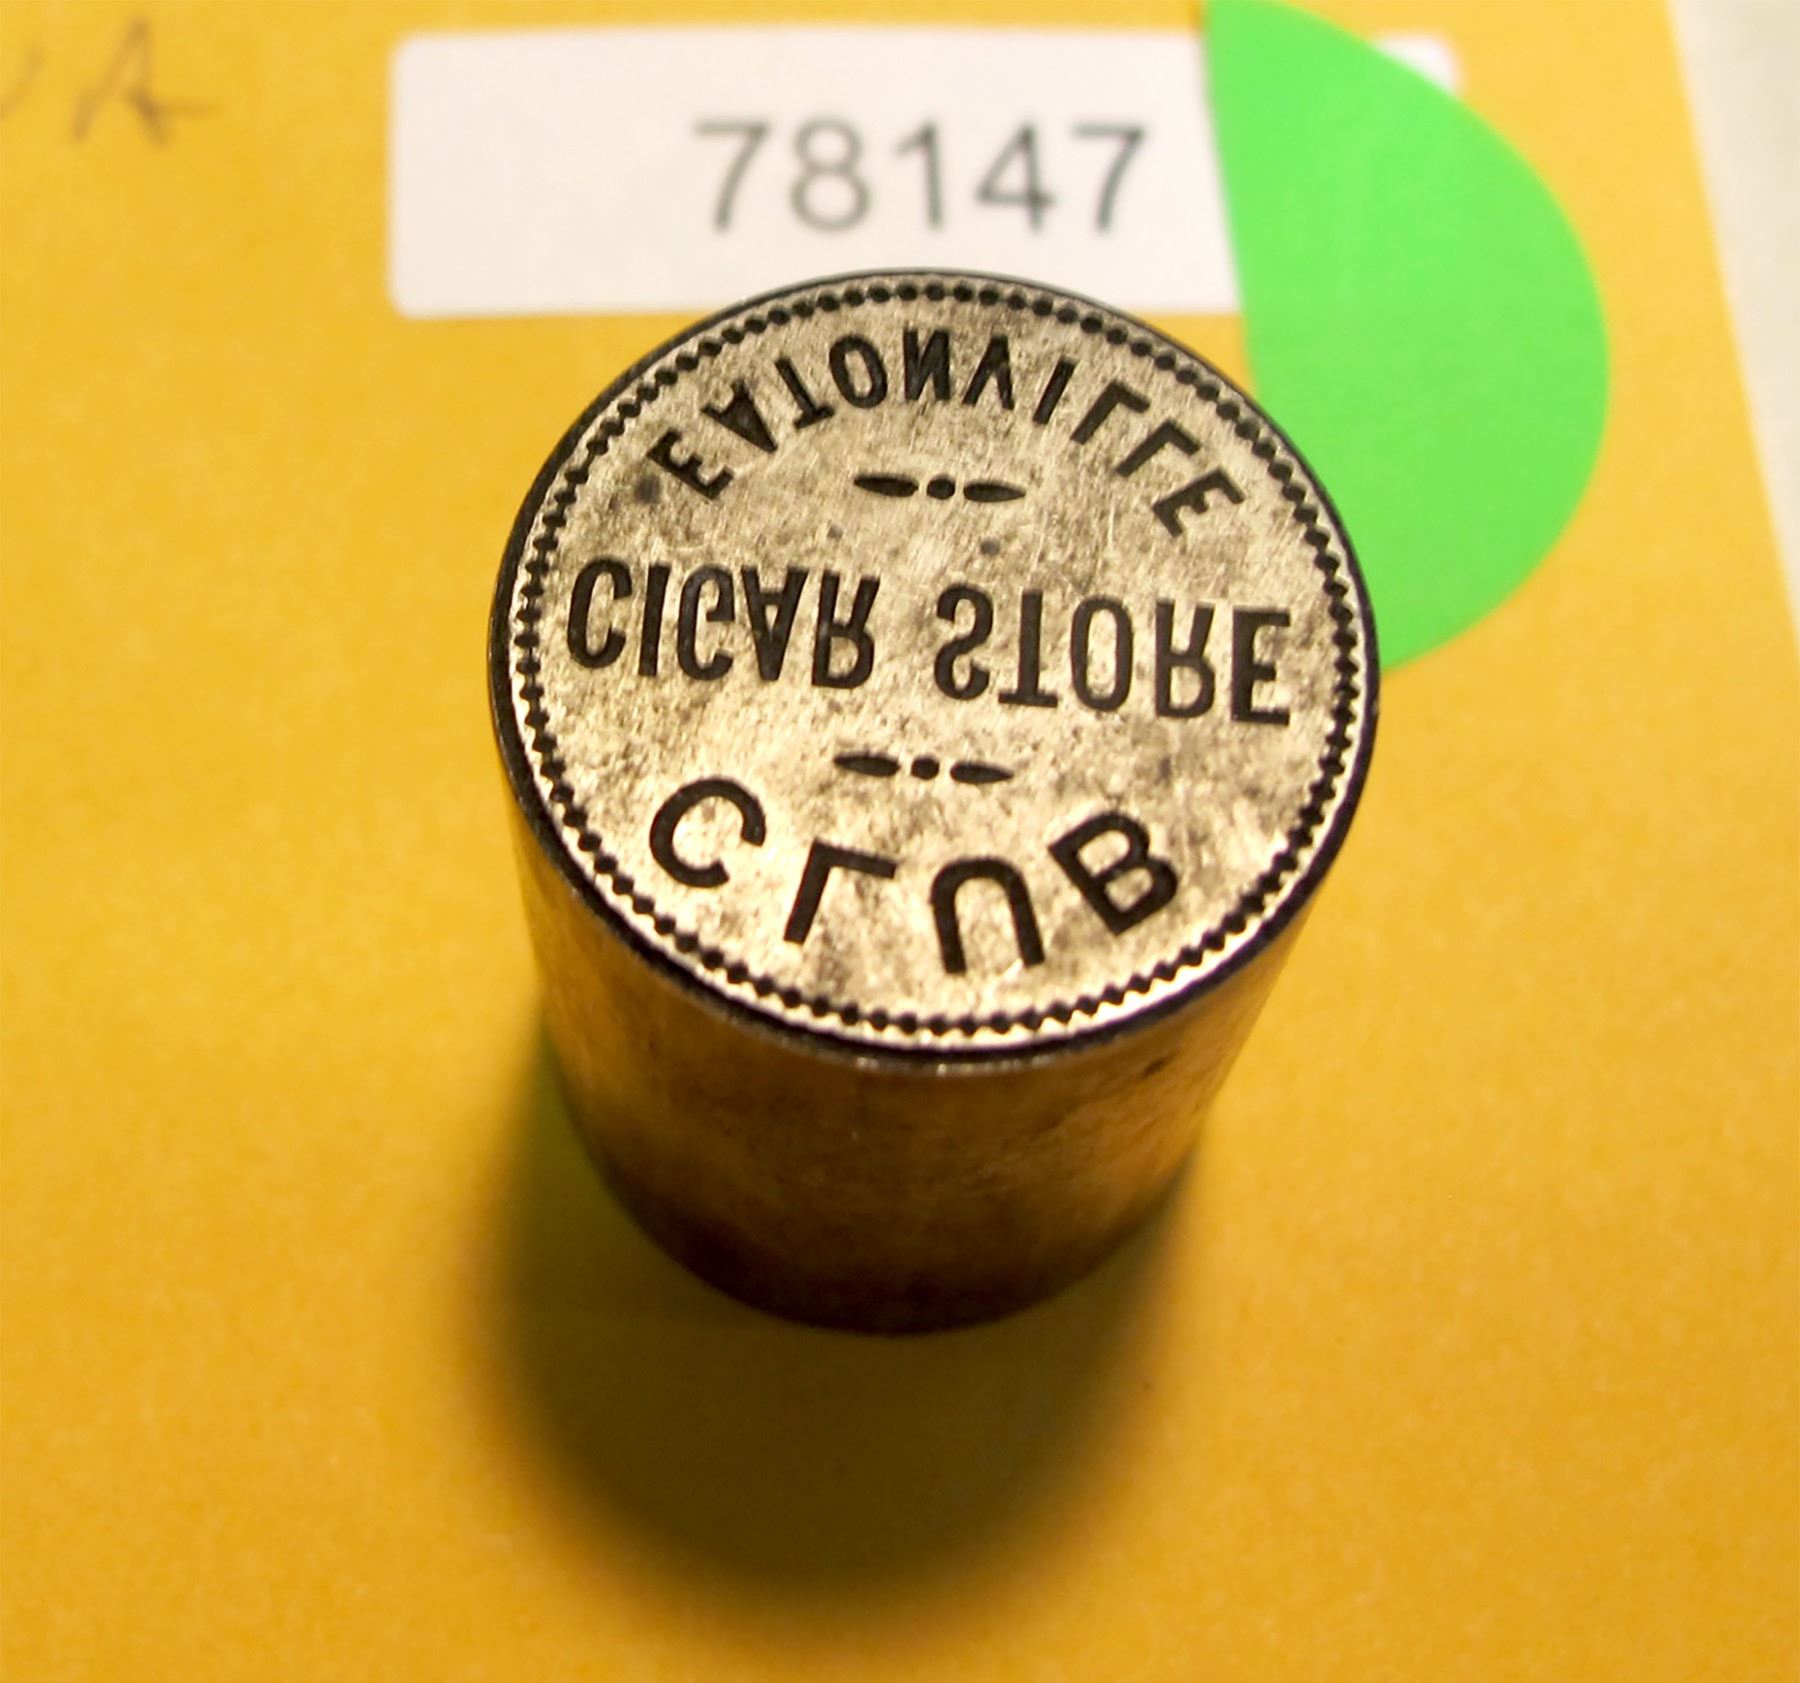 A
78147
CLUB
CIGAR STORE
EATONVILLE